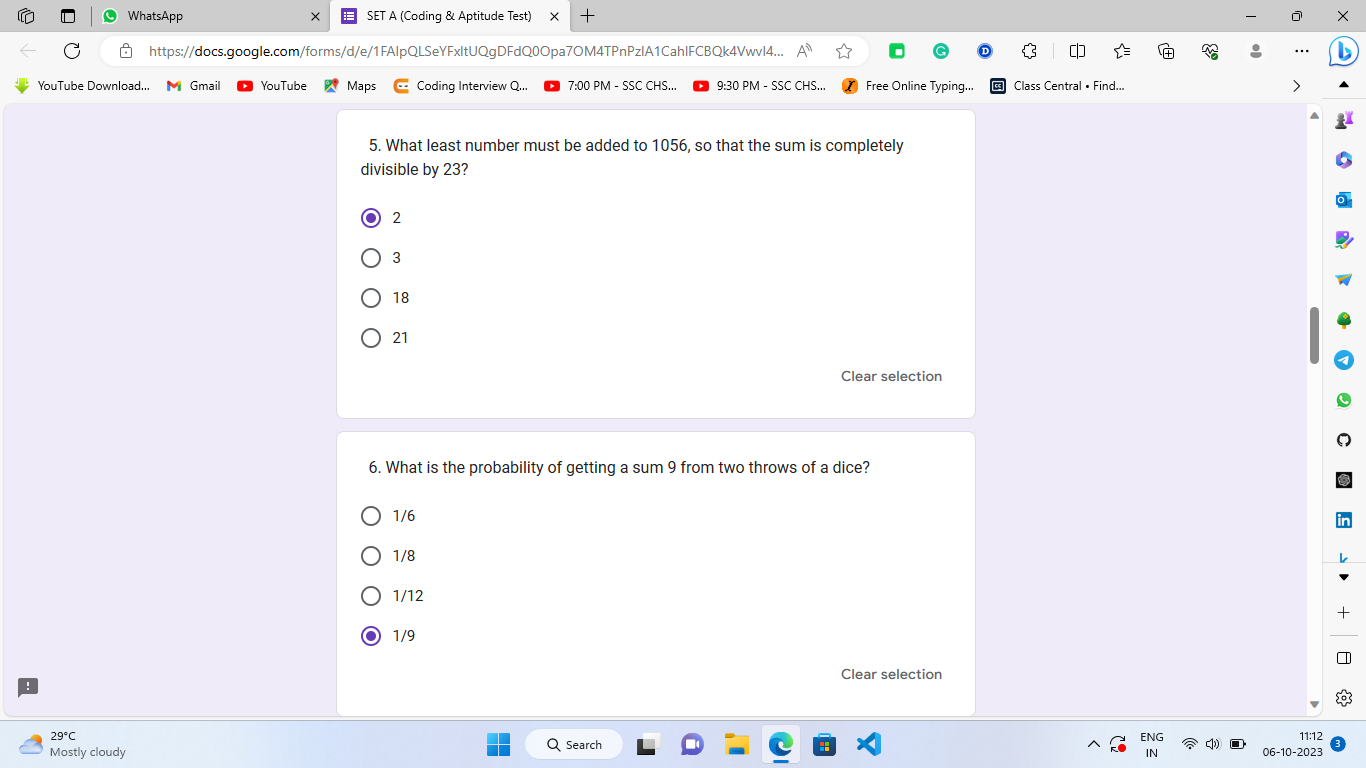 WhatsApp
SET A (Coding & Aptitude Test)
https://docs.google.com/forms/d/e/1FAIpQLSeYFxltUQgDFdQ0Opa7OM4TPnPzlA1CahlFCBQk4Vwvl4...
YouTube Download... Gmail YouTube Maps Coding Interview Q... 7:00 PM - SSC CHS... 9:30 PM - SSC CHS... Free Online Typing... Class Central • Find...
5. What least number must be added to 1056, so that the sum is completely
divisible by 23?
2
3
18
21
Clear selection
6. What is the probability of getting a sum 9 from two throws of a dice?
1/6
1/8
1/12
1/9
Clear selection
29°C
Mostly cloudy
Search
ENG
IN
11:12
06-10-2023
3